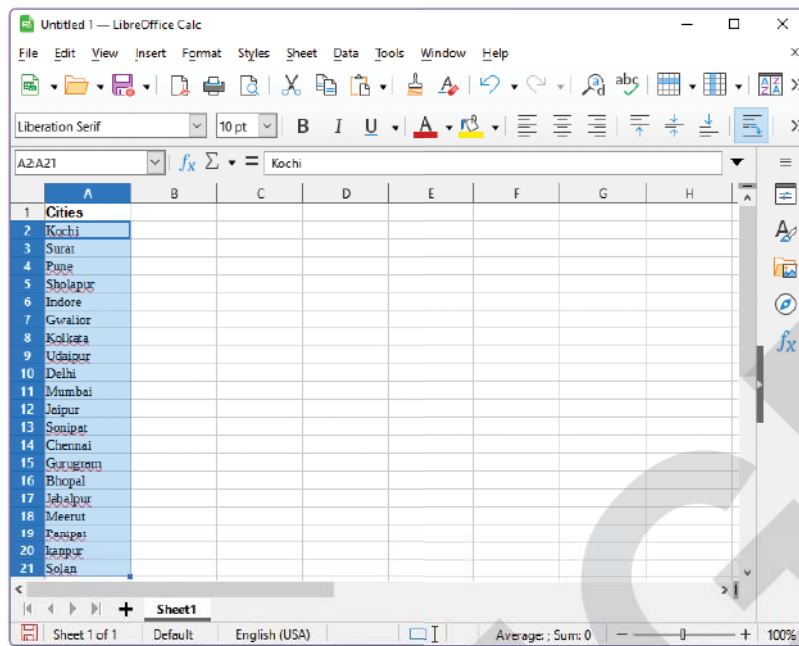 Untitled 1 — LibreOffice Calc
File Edit View Insert Format Styles Sheet Data Tools Window Help
Liberation Serif 10 pt B I U A
A2:A21 fx Σ = Kochi
A B C D E F G H
1 Cities
2 Kochi
3 Surat
4 Pune
5 Sholapur
6 Indore
7 Gwalior
8 Kolkata
9 Udaipur
10 Delhi
11 Mumbai
12 Jaipur
13 Sonipat
14 Chennai
15 Gurugram
16 Bhopal
17 Jabalpur
18 Meerut
19 Panipat
20 kanpur
21 Solan
Sheet1
Sheet 1 of 1 Default English (USA) Average: ; Sum: 0 100%